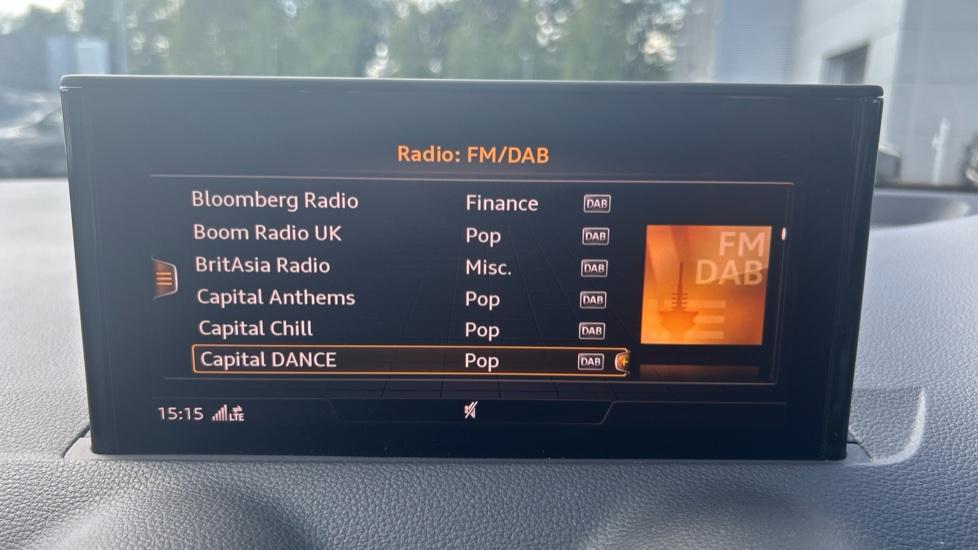 Radio: FM/DAB
Bloomberg Radio Finance DAB
Boom Radio UK Pop DAB
BritAsia Radio Misc. DAB
Capital Anthems Pop DAB
Capital Chill Pop DAB
Capital DANCE Pop DAB
FM
DAB
15:15 LTE